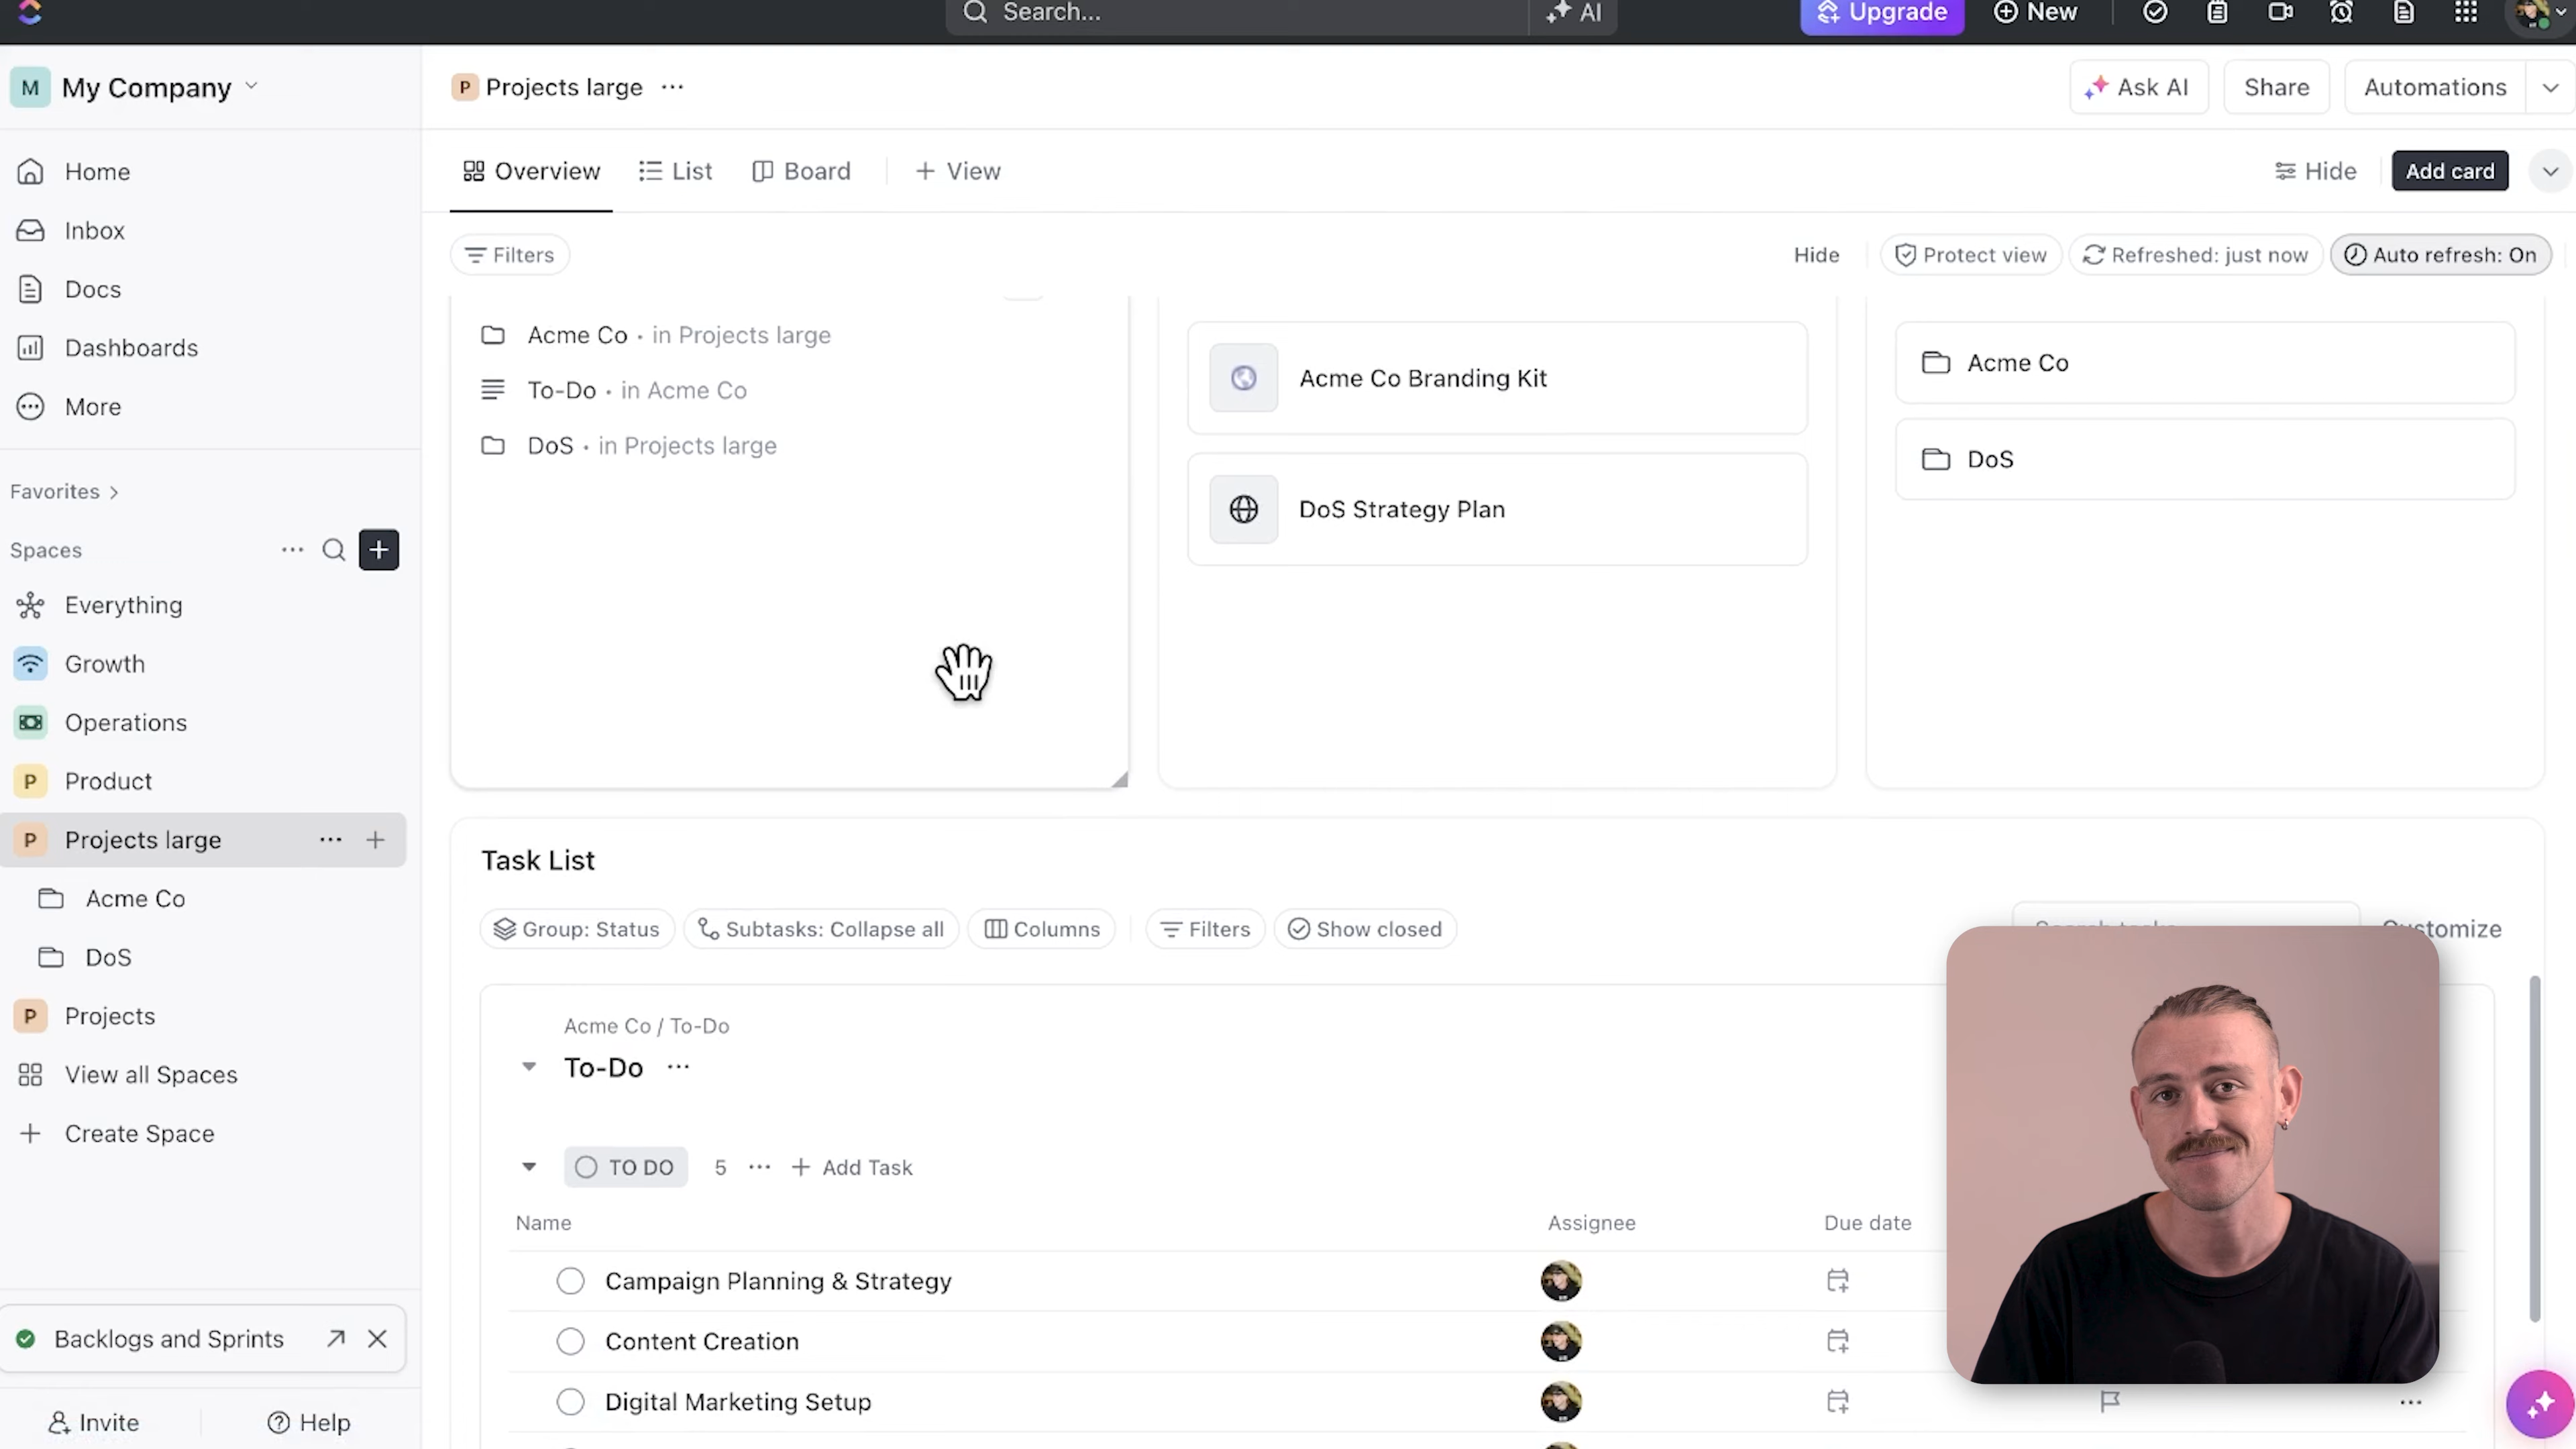 Search...
AI
Upgrade
New
M My Company
P Projects large
Ask AI
Share
Automations
Home
Inbox
Docs
Dashboards
More
Overview
List
Board
+ View
Hide
Add card
Filters
Hide
Protect view
Refreshed: just now
Auto refresh: On
Acme Co • in Projects large
To-Do • in Acme Co
DoS • in Projects large
Acme Co Branding Kit
DoS Strategy Plan
Acme Co
DoS
Favorites
Spaces
Everything
Growth
Operations
P Product
P Projects large
Acme Co
DoS
P Projects
View all Spaces
+ Create Space
Backlogs and Sprints
Invite
Help
Task List
Group: Status
Subtasks: Collapse all
Columns
Filters
Show closed
Customize
Acme Co / To-Do
To-Do
TO DO 5 ... + Add Task
Name
Assignee
Due date
Campaign Planning & Strategy
Content Creation
Digital Marketing Setup